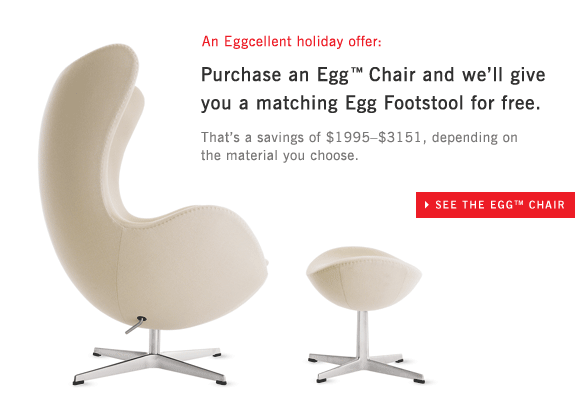 An Eggcellent holiday offer:
Purchase an Egg™ Chair and we'll give
you a matching Egg Footstool for free.
That's a savings of $1995–$3151, depending on
the material you choose.
SEE THE EGG™ CHAIR